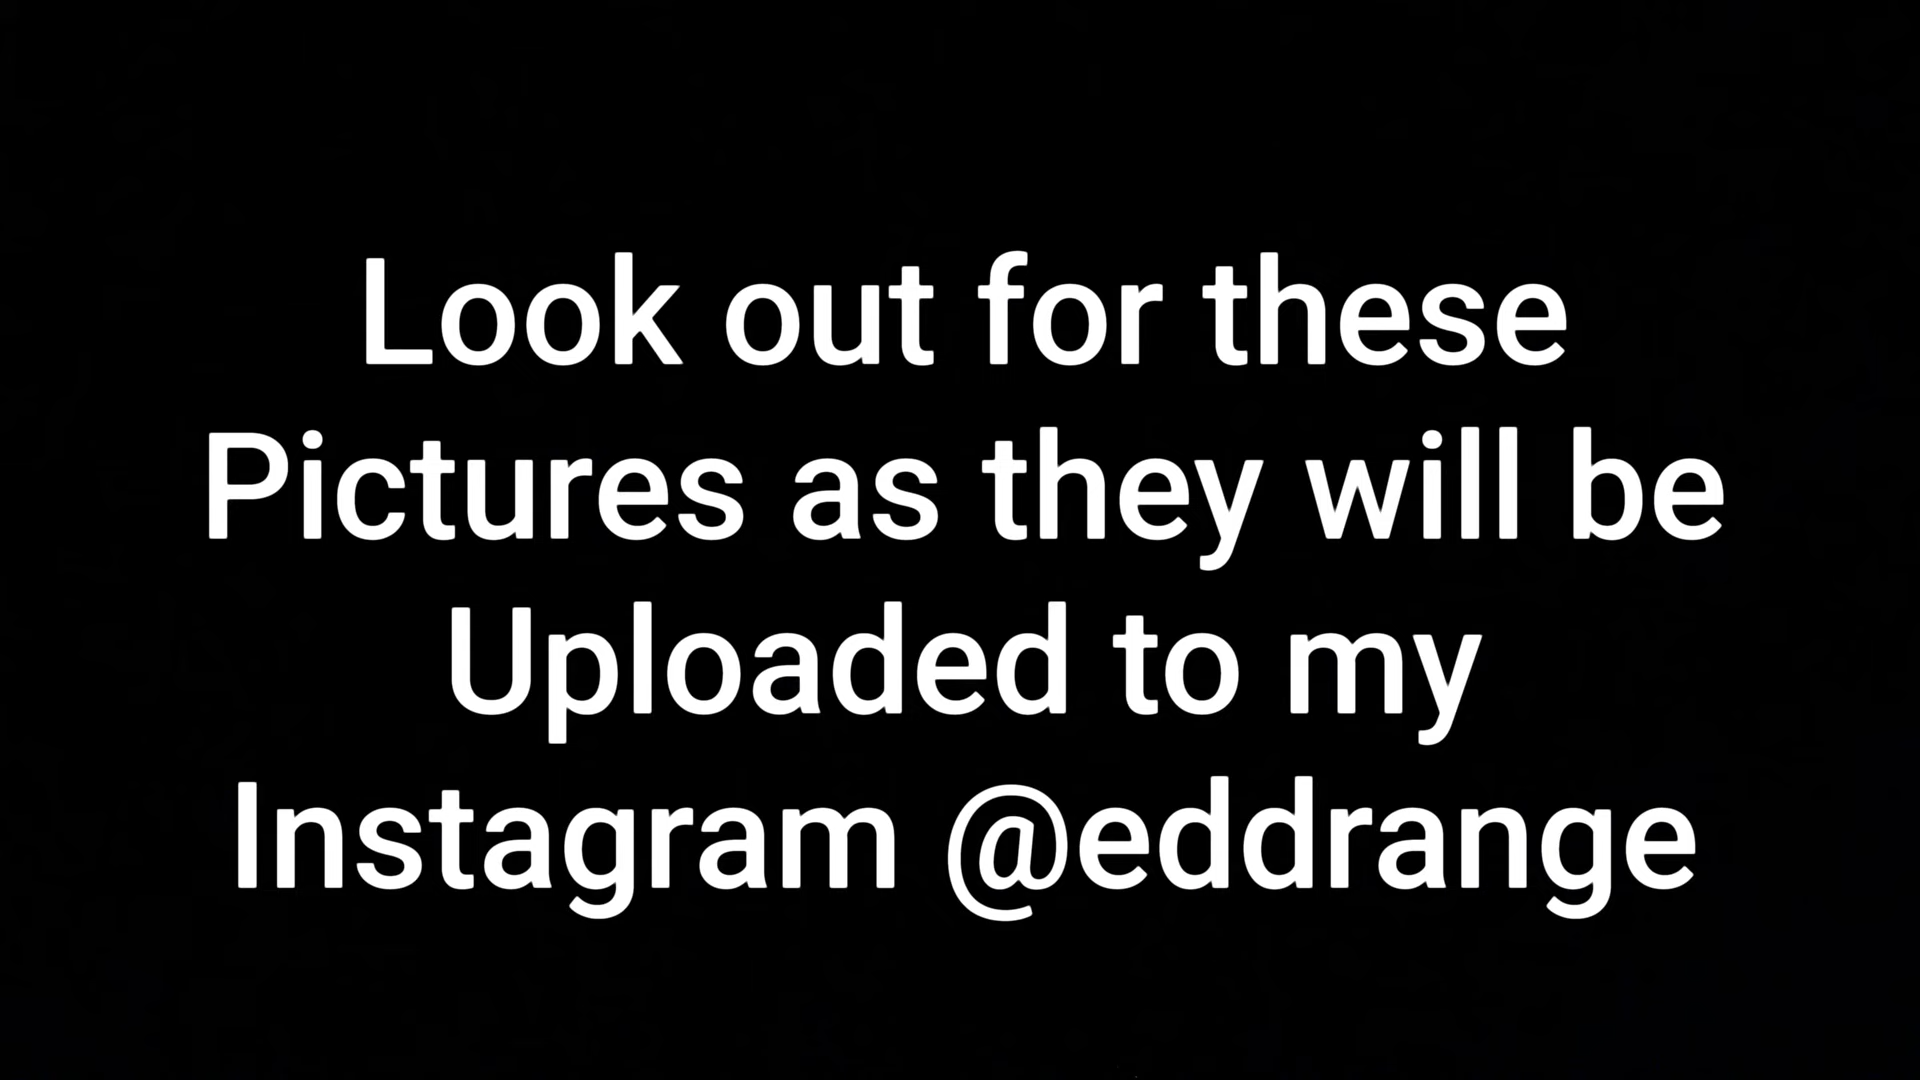 Look out for these
Pictures as they will be
Uploaded to my
Instagram @eddrange